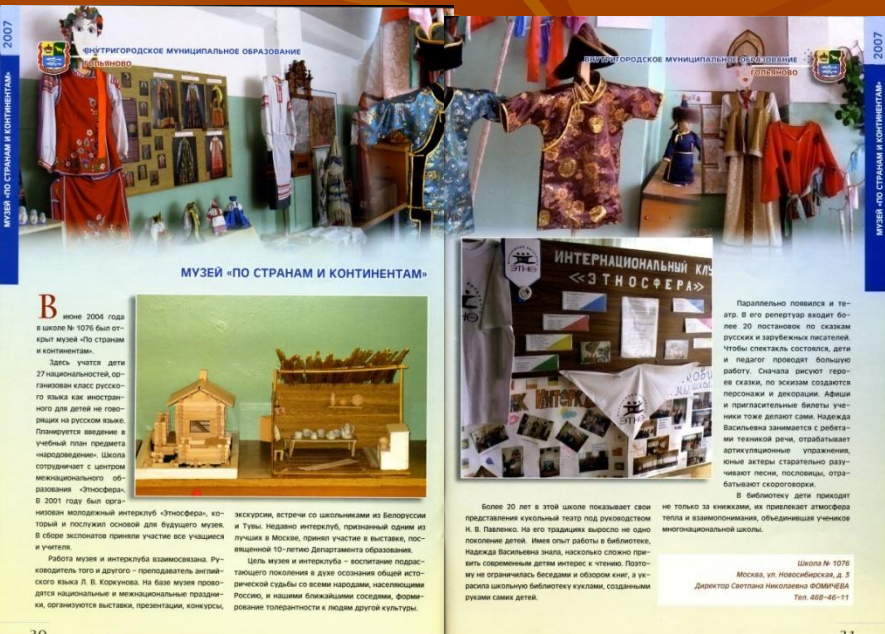 2007
МУЗЕЙ «ПО СТРАНАМ И КОНТИНЕНТАМ»
ВНУТРИГОРОДСКОЕ МУНИЦИПАЛЬНОЕ ОБРАЗОВАНИЕ
ГОЛЬЯНОВО
МУЗЕЙ «ПО СТРАНАМ И КОНТИНЕНТАМ»
В июне 2004 года
в школе № 1076 был от-
крыт музей «По странам
и континентам».
Здесь учатся дети
27 национальностей, ор-
ганизован класс русско-
го языка как иностран-
ного для детей не гово-
рящих на русском языке.
Планируется введение в
учебный план предмета
«народоведение». Школа
сотрудничает с центром
межнационального об-
разования «Этносфера».
В 2001 году был орга-
низован молодежный интерклуб «Этносфера», ко-
торый и послужил основой для будущего музея.
В сборе экспонатов приняли участие все учащиеся
и учителя.
Работа музея и интерклуба взаимосвязана. Ру-
ководитель того и другого – преподаватель англий-
ского языка Л. В. Коркунова. На базе музея прово-
дятся национальные и межнациональные праздни-
ки, организуются выставки, презентации, конкурсы,
экскурсии, встречи со школьниками из Белоруссии
и Тувы. Недавно интерклуб, признанный одним из
лучших в Москве, принял участие в выставке, пос-
вященной 10-летию Департамента образования.
Цель музея и интерклуба – воспитание подрас-
тающего поколения в духе осознания общей исто-
рической судьбы со всеми народами, населяющими
Россию, и нашими ближайшими соседями, форми-
рование толерантности к людям другой культуры.
30
ВНУТРИГОРОДСКОЕ МУНИЦИПАЛЬНОЕ ОБРАЗОВАНИЕ
ГОЛЬЯНОВО
2007
МУЗЕЙ «ПО СТРАНАМ И КОНТИНЕНТАМ»
ЭТНО
ИНТЕРНАЦИОНАЛЬНЫЙ КЛУ
«ЭТНОСФЕРА»
ЭТНО
Более 20 лет в этой школе показывает свои
представления кукольный театр под руководством
Н. В. Павленко. На его традициях выросло не одно
поколение детей. Имея опыт работы в библиотеке,
Надежда Васильевна знала, насколько сложно при-
вить современным детям интерес к чтению. Поэто-
му не ограничилась беседами и обзором книг, а ук-
расила школьную библиотеку куклами, созданными
руками самих детей.
Параллельно появился и те-
атр. В его репертуар входит бо-
лее 20 постановок по сказкам
русских и зарубежных писателей.
Чтобы спектакль состоялся, дети
и педагог проводят большую
работу. Сначала рисуют геро-
ев сказки, по эскизам создаются
персонажи и декорации. Афиши
и пригласительные билеты уче-
ники тоже делают сами. Надежда
Васильевна занимается с ребята-
ми техникой речи, отрабатывает
артикуляционные упражнения,
юные актеры старательно разу-
чивают песни, пословицы, отра-
батывают скороговорки.
В библиотеку дети приходят
не только за книжками, их привлекает атмосфера
тепла и взаимопонимания, объединившая учеников
многонациональной школы.
Школа № 1076
Москва, ул. Новосибирская, д. 3
Директор Светлана Николаевна ФОМИЧЕВА
Тел. 468-46-11
31